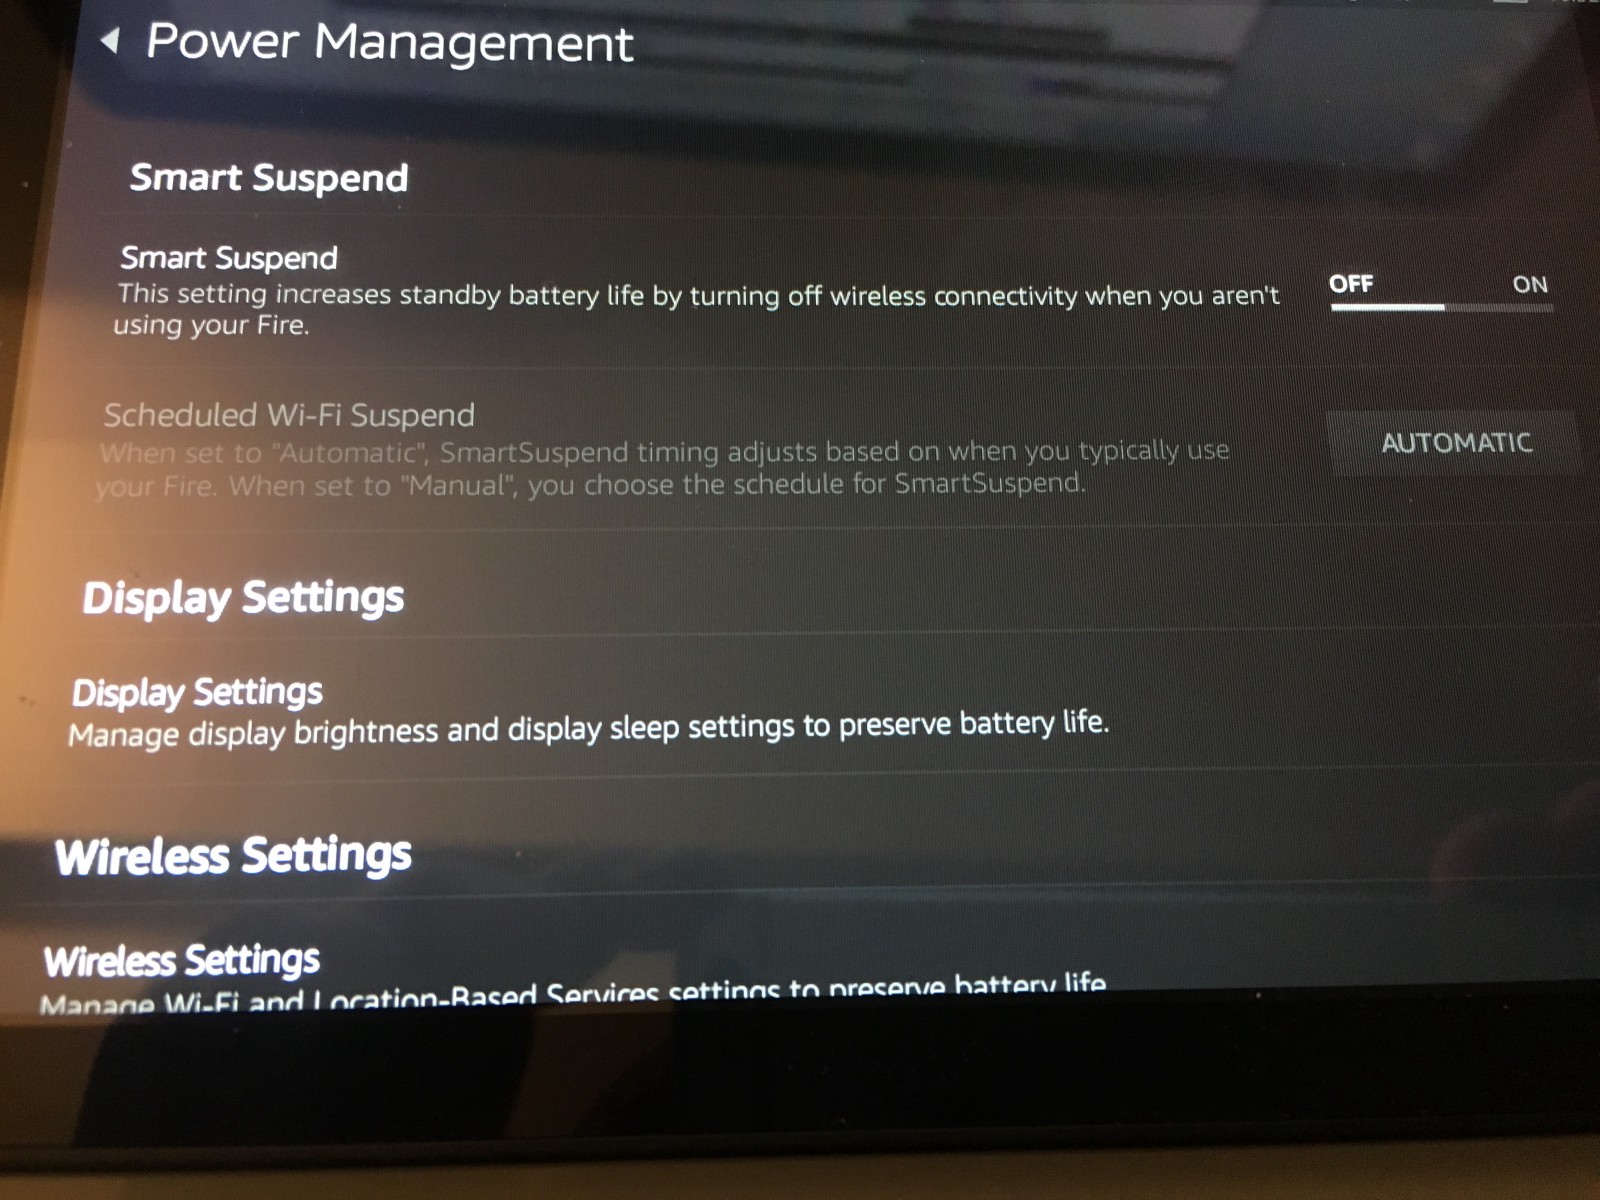 Power Management
Smart Suspend
Smart Suspend
This setting increases standby battery life by turning off wireless connectivity when you aren't
using your Fire.
OFF ON
Scheduled Wi-Fi Suspend
When set to "Automatic", SmartSuspend timing adjusts based on when you typically use
your Fire. When set to "Manual", you choose the schedule for SmartSuspend.
AUTOMATIC
Display Settings
Display Settings
Manage display brightness and display sleep settings to preserve battery life.
Wireless Settings
Wireless Settings
Manage Wi-Fi and Location-Based Services settings to preserve battery life